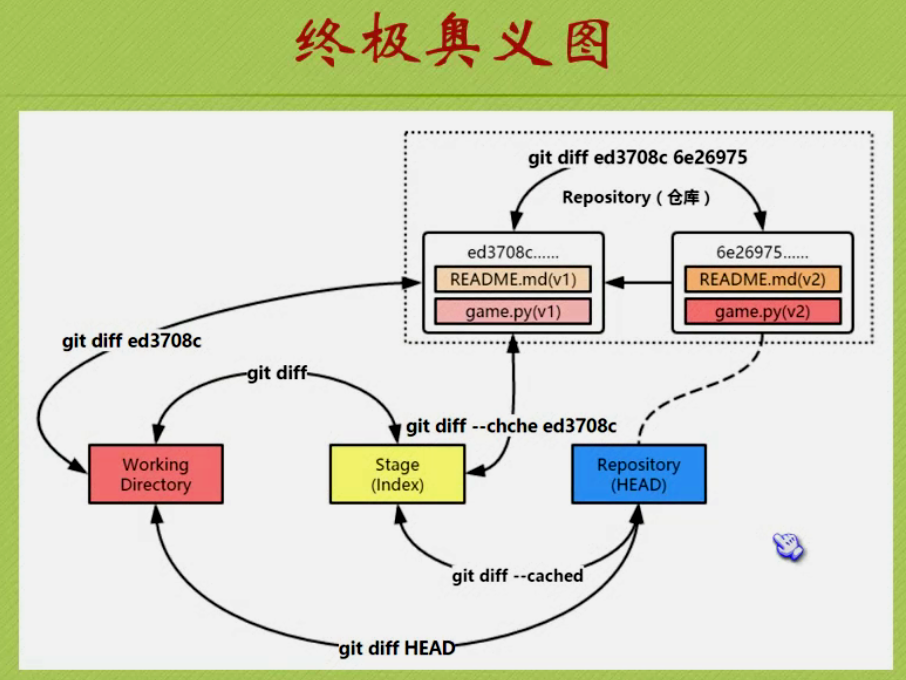 终极奥义图
git diff ed3708c 6e26975
Repository（仓库）
ed3708c......
README.md(v1)
game.py(v1)
6e26975......
README.md(v2)
game.py(v2)
git diff ed3708c
git diff
git diff --chche ed3708c
Working
Directory
Stage
(Index)
Repository
(HEAD)
git diff --cached
git diff HEAD